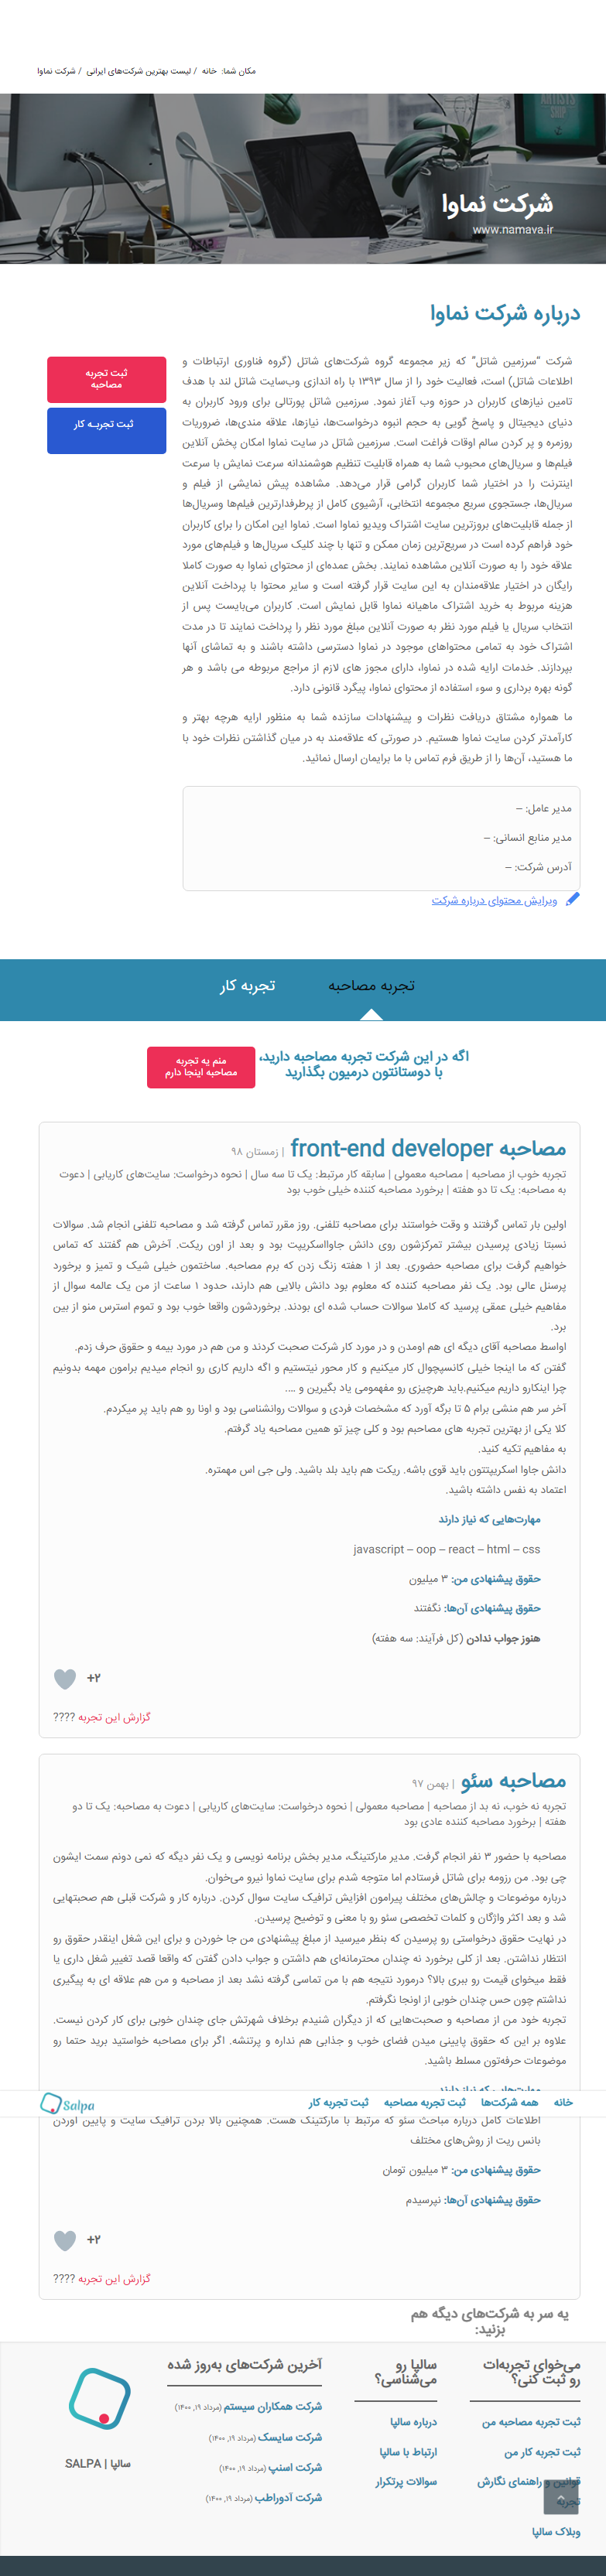 مکان شما: خانه / لیست بهترین شرکت‌های ایرانی / شرکت نماوا
شرکت نماوا
www.namava.ir
درباره شرکت نماوا
ثبت تجربه
مصاحبه
ثبت تجربـه کار
شرکت “سرزمین شاتل” که زیر مجموعه گروه شرکت‌های شاتل (گروه فناوری ارتباطات و
اطلاعات شاتل) است، فعالیت خود را از سال ۱۳۹۳ با راه اندازی وب‌سایت شاتل لند با هدف
تامین نیازهای کاربران در حوزه وب آغاز نمود. سرزمین شاتل پورتالی برای ورود کاربران به
دنیای دیجیتال و پاسخ گویی به حجم انبوه درخواست‌ها، نیازها، علاقه مندی‌ها، ضروریات
روزمره و پر کردن سالم اوقات فراغت است. سرزمین شاتل در سایت نماوا امکان پخش آنلاین
فیلم‌ها و سریال‌های محبوب شما به همراه قابلیت تنظیم هوشمندانه سرعت نمایش با سرعت
اینترنت را در اختیار شما کاربران گرامی قرار می‌دهد. مشاهده پیش نمایشی از فیلم و
سریال‌ها، جستجوی سریع مجموعه انتخابی، آرشیوی کامل از پرطرفدارترین فیلم‌ها وسریال‌ها
از جمله قابلیت‌های بروزترین سایت اشتراک ویدیو نماوا است. نماوا این امکان را برای کاربران
خود فراهم کرده است در سریع‌ترین زمان ممکن و تنها با چند کلیک سریال‌ها و فیلم‌های مورد
علاقه خود را به صورت آنلاین مشاهده نمایند. بخش عمده‌ای از محتوای نماوا به صورت کاملا
رایگان در اختیار علاقه‌مندان به این سایت قرار گرفته است و سایر محتوا با پرداخت آنلاین
هزینه مربوط به خرید اشتراک ماهیانه نماوا قابل نمایش است. کاربران می‌بایست پس از
انتخاب سریال یا فیلم مورد نظر به صورت آنلاین مبلغ مورد نظر را پرداخت نمایند تا در مدت
اشتراک خود به تمامی محتواهای موجود در نماوا دسترسی داشته باشند و به تماشای آنها
بپردازند. خدمات ارایه شده در نماوا، دارای مجوز های لازم از مراجع مربوطه می باشد و هر
گونه بهره برداری و سوء استفاده از محتوای نماوا، پیگرد قانونی دارد.
ما همواره مشتاق دریافت نظرات و پیشنهادات سازنده شما به منظور ارایه هرچه بهتر و
کارآمدتر کردن سایت نماوا هستیم. در صورتی که علاقه‌مند به در میان گذاشتن نظرات خود با
ما هستید، آن‌ها را از طریق فرم تماس با ما برایمان ارسال نمائید.
مدیر عامل: –
مدیر منابع انسانی: –
آدرس شرکت: –
ویرایش محتوای درباره شرکت
تجربه مصاحبه
تجربه کار
اگه در این شرکت تجربه مصاحبه دارید،
با دوستانتون درمیون بگذارید
منم یه تجربه
مصاحبه اینجا دارم
مصاحبه front-end developer | زمستان ۹۸
تجربه خوب از مصاحبه | مصاحبه معمولی | سابقه کار مرتبط: یک تا سه سال | نحوه درخواست: سایت‌های کاریابی | دعوت
به مصاحبه: یک تا دو هفته | برخورد مصاحبه کننده خیلی خوب بود
اولین بار تماس گرفتند و وقت خواستند برای مصاحبه تلفنی. روز مقرر تماس گرفته شد و مصاحبه تلفنی انجام شد. سوالات
نسبتا زیادی پرسیدن بیشتر تمرکزشون روی دانش جاوااسکریپت بود و بعد از اون ریکت. آخرش هم گفتند که تماس
خواهیم گرفت برای مصاحبه حضوری. بعد از ۱ هفته زنگ زدن که برم مصاحبه. ساختمون خیلی شیک و تمیز و برخورد
پرسنل عالی بود. یک نفر مصاحبه کننده که معلوم بود دانش بالایی هم دارند، حدود ۱ ساعت از من یک عالمه سوال از
مفاهیم خیلی عمقی پرسید که کاملا سوالات حساب شده ای بودند. برخوردشون واقعا خوب بود و تموم استرس منو از بین
برد.
اواسط مصاحبه آقای دیگه ای هم اومدن و در مورد کار شرکت صحبت کردند و من هم در مورد بیمه و حقوق حرف زدم.
گفتن که ما اینجا خیلی کانسپچوال کار میکنیم و کار محور نیتستیم و اگه داریم کاری رو انجام میدیم برامون مهمه بدونیم
چرا اینکارو داریم میکنیم.باید هرچیزی رو مفهمومی یاد بگیرین و ….
آخر سر هم منشی برام ۵ تا برگه آورد که مشخصات فردی و سوالات روانشناسی بود و اونا رو هم باید پر میکردم.
کلا یکی از بهترین تجربه های مصاحبم بود و کلی چیز تو همین مصاحبه یاد گرفتم.
به مفاهیم تکیه کنید.
دانش جاوا اسکریپتتون باید قوی باشه. ریکت هم باید بلد باشید. ولی جی اس مهمتره.
اعتماد به نفس داشته باشید.
مهارت‌هایی که نیاز دارند
javascript – oop – react – html – css
حقوق پیشنهادی من: ۳ میلیون
حقوق پیشنهادی آن‌ها: نگفتند
هنوز جواب ندادن (کل فرآیند: سه هفته)
+۲
گزارش این تجربه ????
مصاحبه سئو | بهمن ۹۷
تجربه نه خوب، نه بد از مصاحبه | مصاحبه معمولی | نحوه درخواست: سایت‌های کاریابی | دعوت به مصاحبه: یک تا دو
هفته | برخورد مصاحبه کننده عادی بود
مصاحبه با حضور ۳ نفر انجام گرفت. مدیر مارکتینگ، مدیر بخش برنامه نویسی و یک نفر دیگه که نمی دونم سمت ایشون
چی بود. من رزومه برای شاتل فرستادم اما متوجه شدم برای سایت نماوا نیرو می‌خوان.
درباره موضوعات و چالش‌های مختلف پیرامون افزایش ترافیک سایت سوال کردن. درباره کار و شرکت قبلی هم صحبتهایی
شد و بعد اکثر واژگان و کلمات تخصصی سئو رو با معنی و توضیح پرسیدن.
در نهایت حقوق درخواستی رو پرسیدن که بنظر میرسید از مبلغ پیشنهادی من جا خوردن و برای این شغل اینقدر حقوق رو
انتظار نداشتن. بعد از کلی برخورد نه چندان محترمانه‌ای هم داشتن و جواب دادن گفتن که واقعا قصد تغییر شغل داری یا
فقط میخوای قیمت رو ببری بالا؟ درمورد نتیجه هم با من تماسی گرفته نشد بعد از مصاحبه و من هم علاقه ای به پیگیری
نداشتم چون حس چندان خوبی از اونجا نگرفتم.
تجربه خود من از مصاحبه و صحبت‌هایی که از دیگران شنیدم برخلاف شهرتش جای چندان خوبی برای کار کردن نیست.
علاوه بر این که حقوق پایینی میدن فضای خوب و جذابی هم نداره و پرتنشه. اگر برای مصاحبه خواستید برید حتما رو
موضوعات حرفه‌تون مسلط باشید.
مهارت‌هایی که نیاز دارند
خانه همه شرکت‌ها ثبت تجربه مصاحبه ثبت تجربه کار
Salpa
اطلاعات کامل درباره مباحث سئو که مرتبط با مارکتینگ هست. همچنین بالا بردن ترافیک سایت و پایین آوردن
بانس ریت از روش‌های مختلف
حقوق پیشنهادی من: ۳ میلیون تومان
حقوق پیشنهادی آن‌ها: نپرسیدم
+۲
گزارش این تجربه ????
یه سر به شرکت‌های دیگه هم
بزنید:
می‌خوای تجربه‌ات
رو ثبت کنی؟
ثبت تجربه مصاحبه من
ثبت تجربه کار من
قوانین و راهنمای نگارش
تجربه
وبلاک سالپا
سالپا رو
می‌شناسی؟
درباره سالپا
ارتباط با سالپا
سوالات پرتکرار
آخرین شرکت‌های به‌روز شده
شرکت همکاران سیستم (مرداد ۱۹, ۱۴۰۰)
شرکت سایسک (مرداد ۱۹, ۱۴۰۰)
شرکت اسنپ (مرداد ۱۹, ۱۴۰۰)
شرکت آدوراطب (مرداد ۱۹, ۱۴۰۰)
سالپا | SALPA